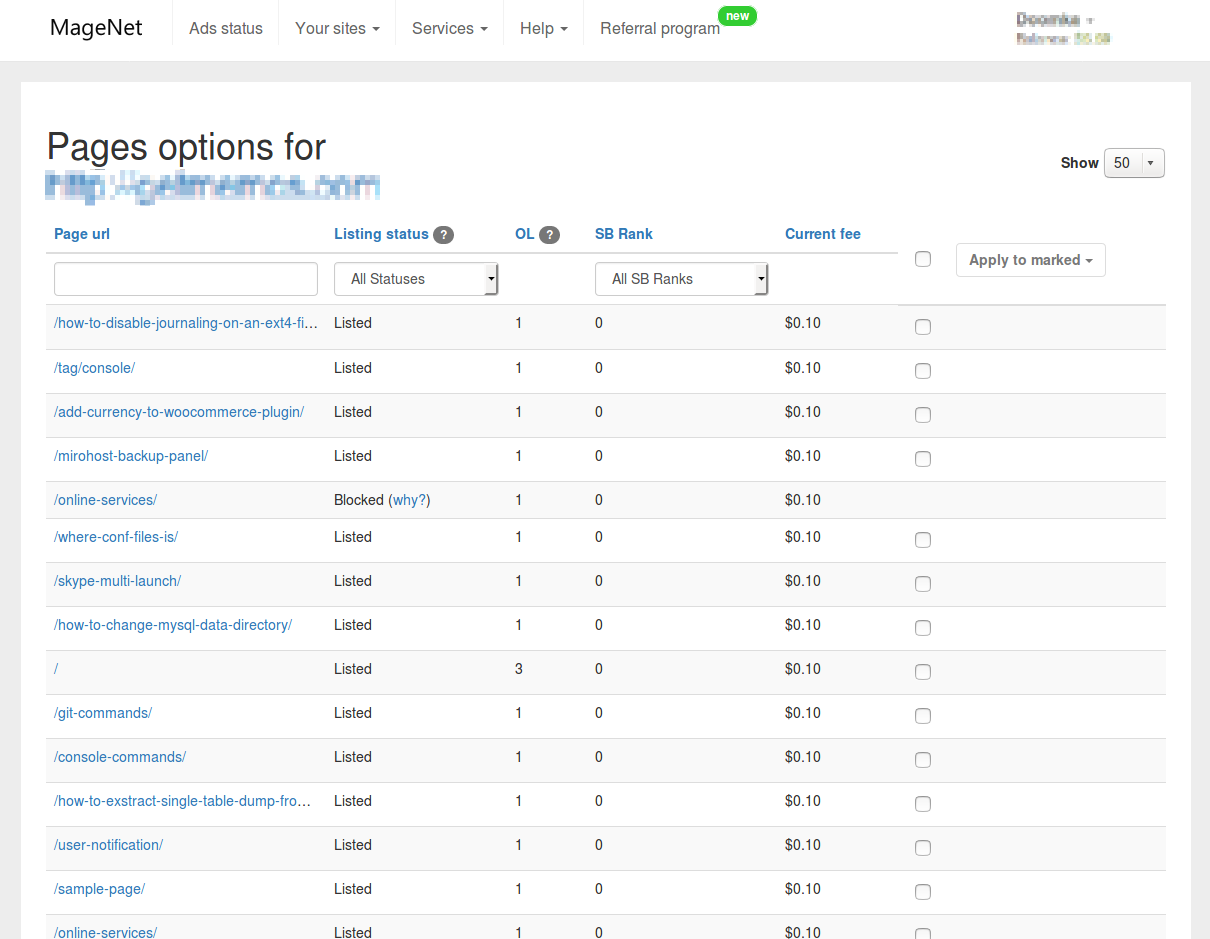 MageNet Ads status Your sites Services Help Referral program new
Pages options for
Show 50
Page url Listing status ? OL ? SB Rank Current fee
Apply to marked
All Statuses All SB Ranks
/how-to-disable-journaling-on-an-ext4-fi... Listed 1 0 $0.10
/tag/console/ Listed 1 0 $0.10
/add-currency-to-woocommerce-plugin/ Listed 1 0 $0.10
/mirohost-backup-panel/ Listed 1 0 $0.10
/online-services/ Blocked (why?) 1 0 $0.10
/where-conf-files-is/ Listed 1 0 $0.10
/skype-multi-launch/ Listed 1 0 $0.10
/how-to-change-mysql-data-directory/ Listed 1 0 $0.10
/ Listed 3 0 $0.10
/git-commands/ Listed 1 0 $0.10
/console-commands/ Listed 1 0 $0.10
/how-to-exstract-single-table-dump-fro... Listed 1 0 $0.10
/user-notification/ Listed 1 0 $0.10
/sample-page/ Listed 1 0 $0.10
/online-services/ Listed 1 0 $0.10